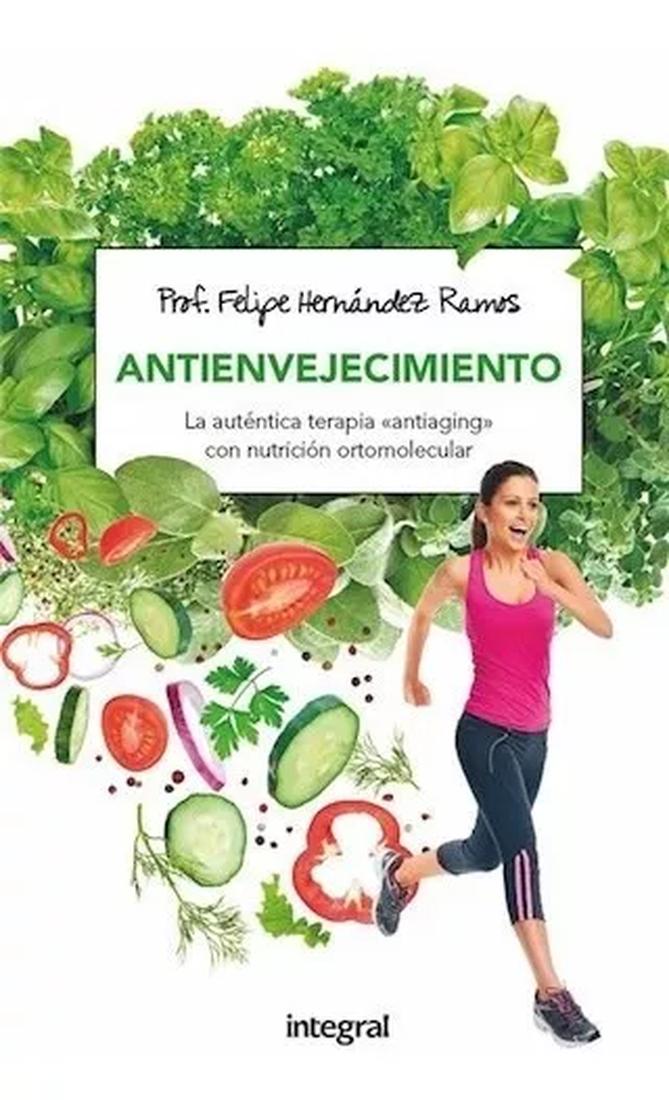 Prof. Felipe Hernández Ramos
ANTIENVEJECIMIENTO
La auténtica terapia «antiaging»
con nutrición ortomolecular
integral